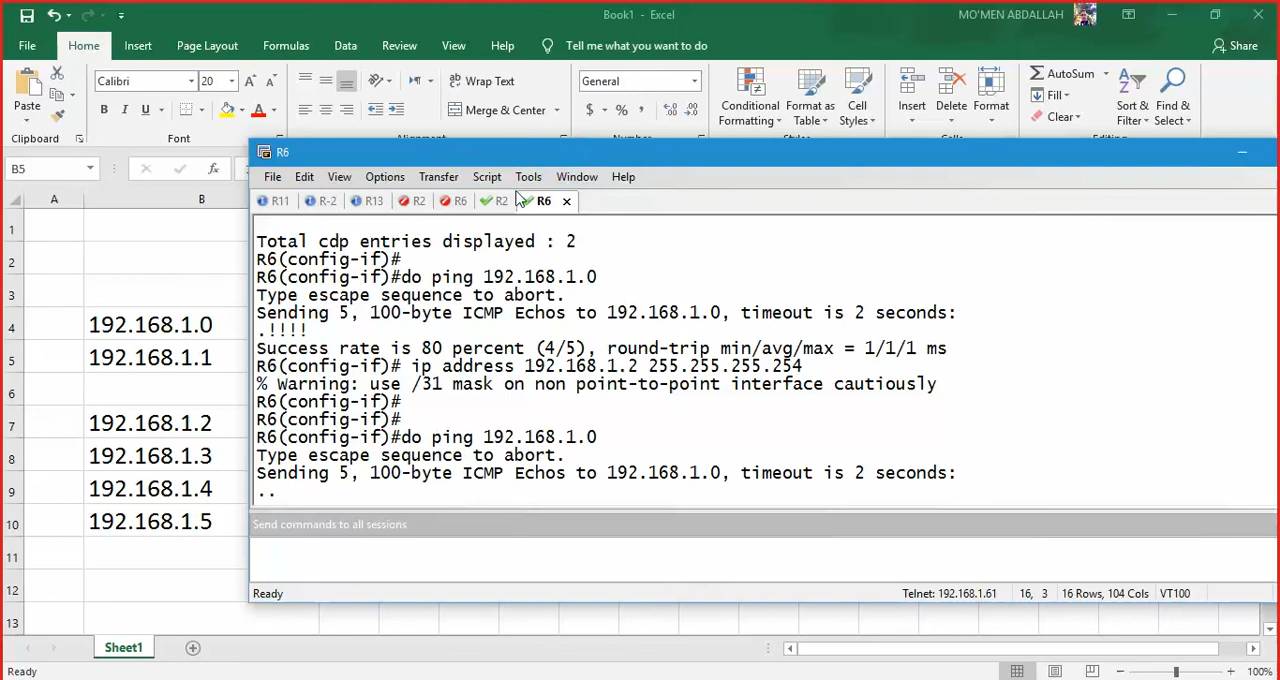 Book1 - Excel
MO'MEN ABDALLAH
File Home Insert Page Layout Formulas Data Review View Help Tell me what you want to do Share
Paste
Calibri 20
B I U A
Wrap Text
Merge & Center
General
$ % ,
Conditional Formatting
Format as Table
Cell Styles
Insert Delete Format
AutoSum
Fill
Clear
Sort & Filter
Find & Select
Clipboard Font
B5 fx
A B
1
2
3
4 192.168.1.0
5 192.168.1.1
6
7 192.168.1.2
8 192.168.1.3
9 192.168.1.4
10 192.168.1.5
11
12
13
R6
File Edit View Options Transfer Script Tools Window Help
R11 R-2 R13 R2 R6 R2 R6
Total cdp entries displayed : 2
R6(config-if)#
R6(config-if)#do ping 192.168.1.0
Type escape sequence to abort.
Sending 5, 100-byte ICMP Echos to 192.168.1.0, timeout is 2 seconds:
.!!!!
Success rate is 80 percent (4/5), round-trip min/avg/max = 1/1/1 ms
R6(config-if)# ip address 192.168.1.2 255.255.255.254
% Warning: use /31 mask on non point-to-point interface cautiously
R6(config-if)#
R6(config-if)#
R6(config-if)#do ping 192.168.1.0
Type escape sequence to abort.
Sending 5, 100-byte ICMP Echos to 192.168.1.0, timeout is 2 seconds:
..
Send commands to all sessions
Ready Telnet: 192.168.1.61 16, 3 16 Rows, 104 Cols VT100
Sheet1
Ready 100%